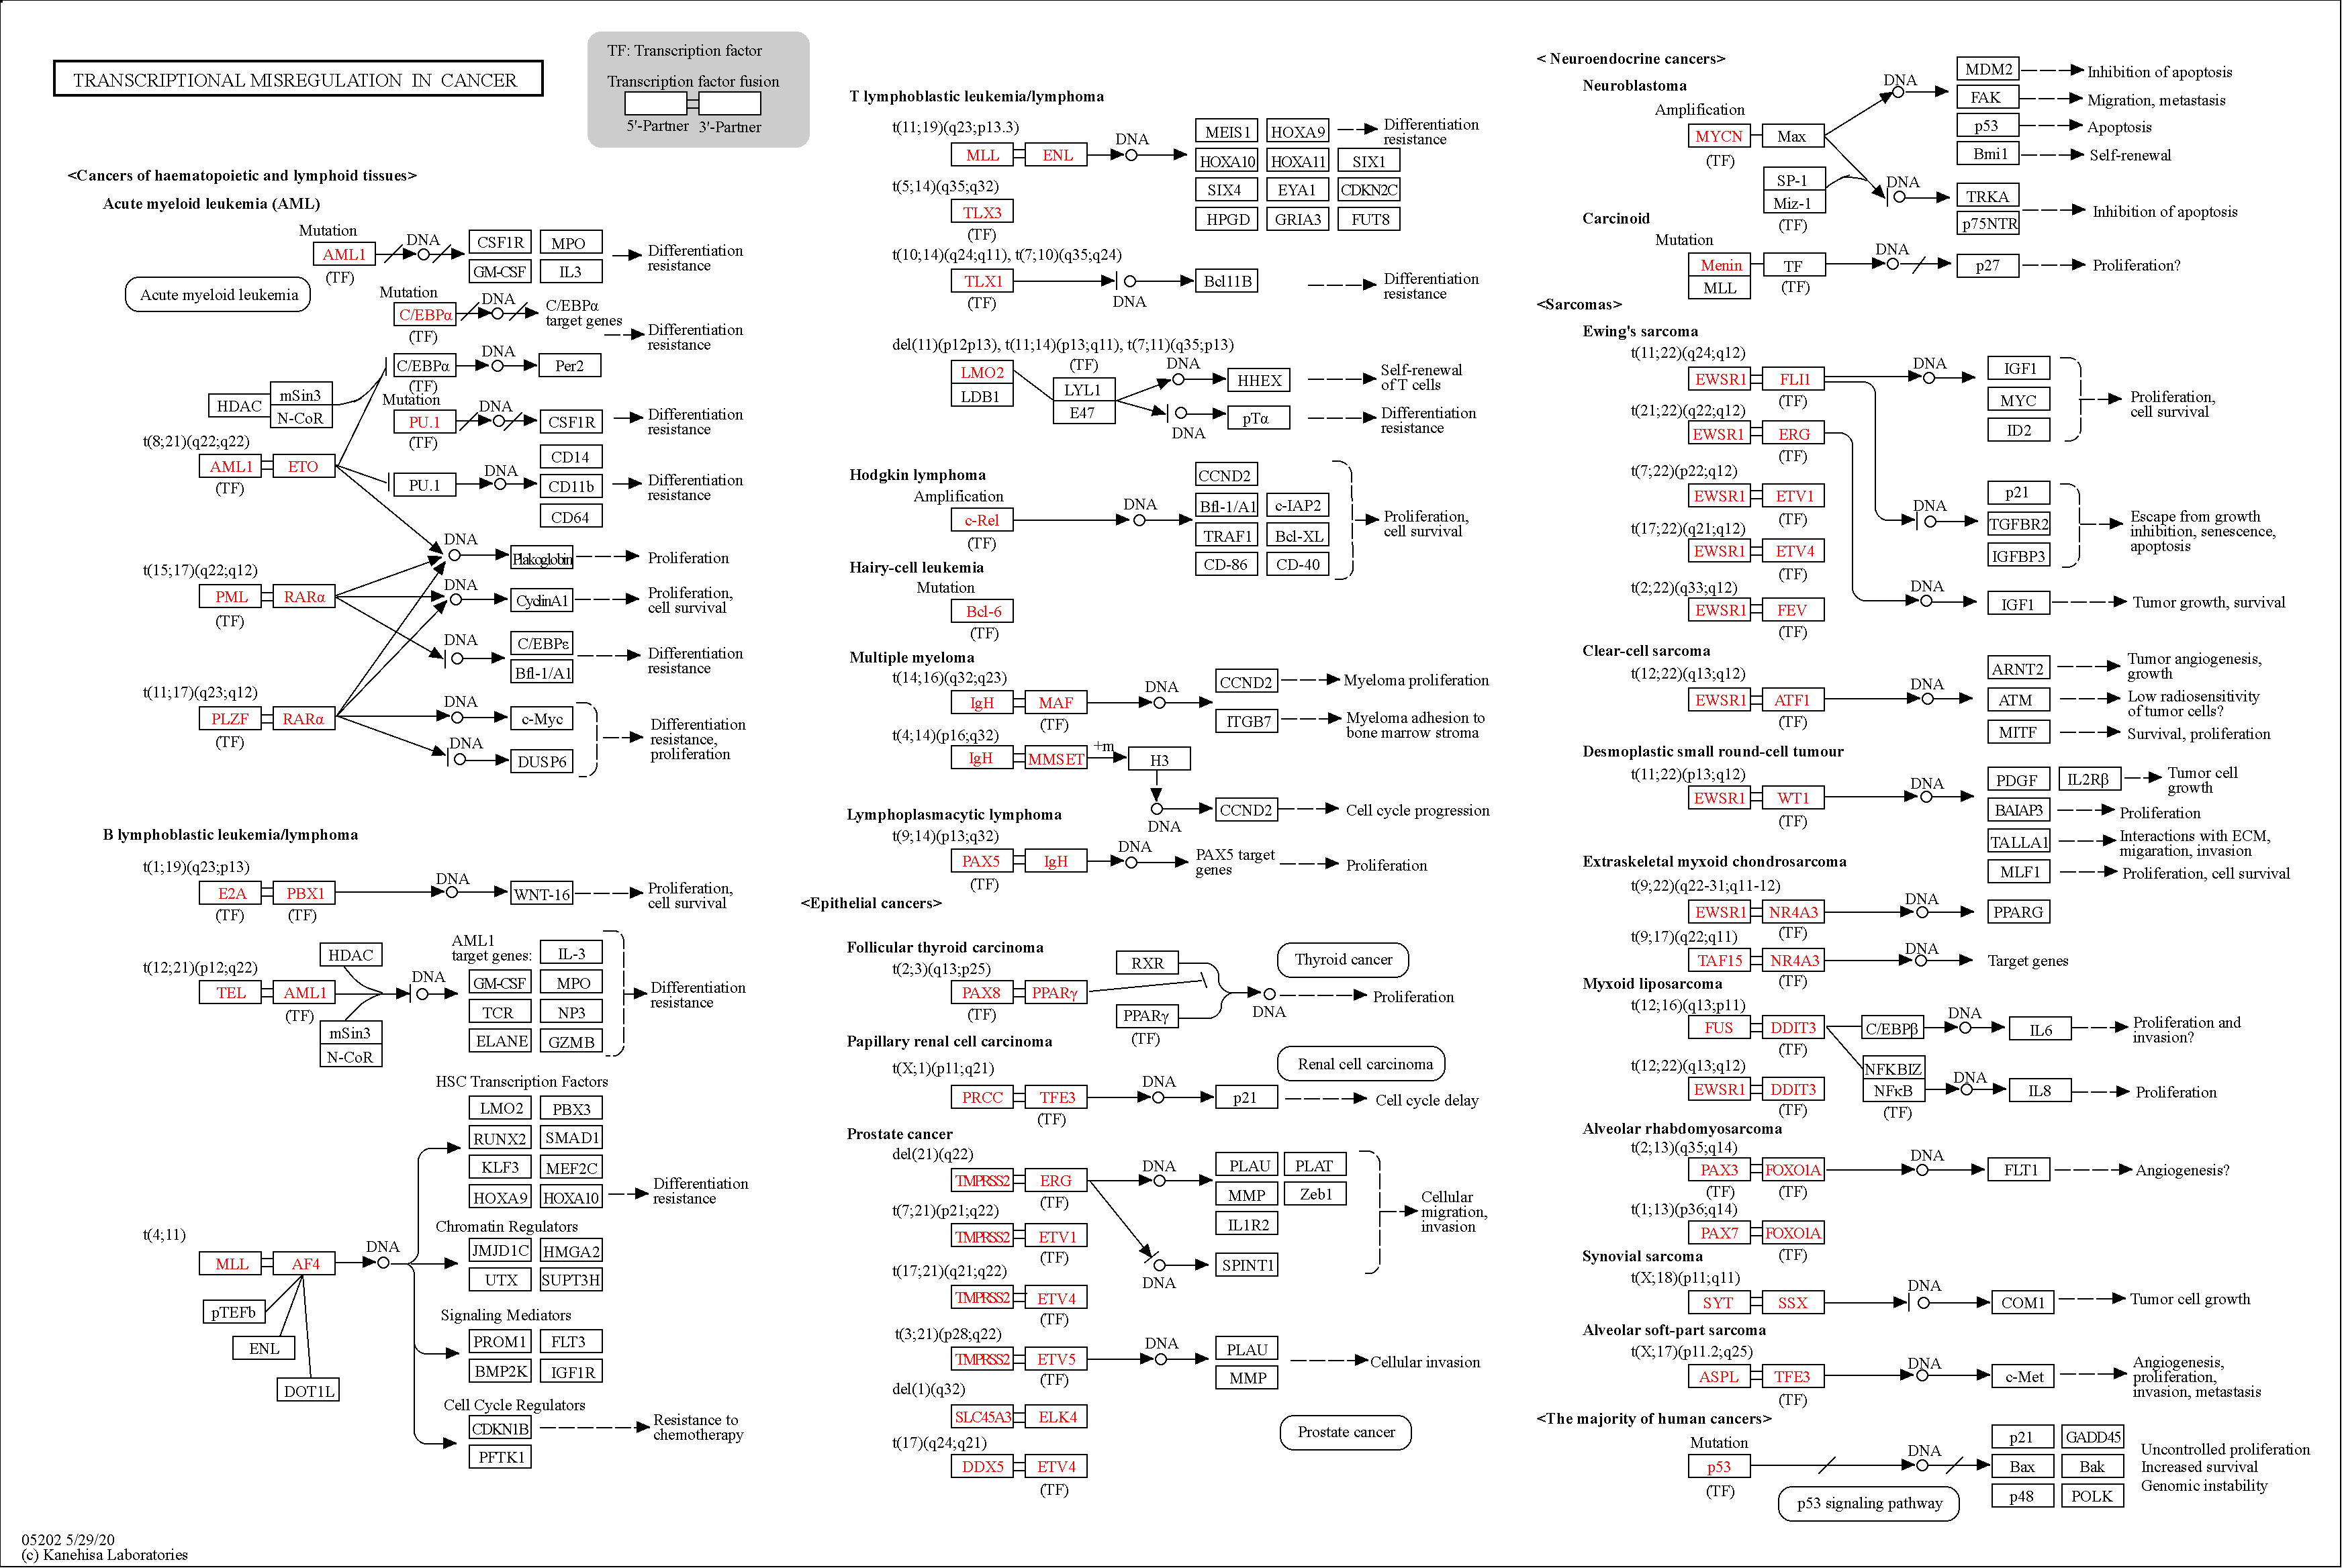 TRANSCRIPTIONAL MISREGULATION IN CANCER
TF: Transcription factor
Transcription factor fusion
5'-Partner 3'-Partner
<Cancers of haematopoietic and lymphoid tissues>
Acute myeloid leukemia (AML)
Mutation
AML1
(TF)
DNA
CSF1R
MPO
GM-CSF
IL3
Differentiation
resistance
Acute myeloid leukemia
Mutation
C/EBPα
(TF)
DNA
C/EBPα
target genes
Differentiation
resistance
C/EBPα
(TF)
DNA
Per2
HDAC
mSin3
N-CoR
Mutation
PU.1
(TF)
DNA
CSF1R
Differentiation
resistance
t(8;21)(q22;q22)
AML1
ETO
(TF)
PU.1
DNA
CD14
CD11b
CD64
Differentiation
resistance
DNA
Plakoglobin
Proliferation
t(15;17)(q22;q12)
PML
RARα
(TF)
DNA
CyclinA1
Proliferation,
cell survival
DNA
C/EBPε
Bfl-1/A1
Differentiation
resistance
t(11;17)(q23;q12)
PLZF
RARα
(TF)
DNA
c-Myc
DNA
DUSP6
Differentiation
resistance,
proliferation
B lymphoblastic leukemia/lymphoma
t(1;19)(q23;p13)
E2A
PBX1
(TF)
(TF)
DNA
WNT-16
Proliferation,
cell survival
t(12;21)(p12;q22)
TEL
AML1
(TF)
HDAC
mSin3
N-CoR
DNA
AML1
target genes:
IL-3
GM-CSF
MPO
TCR
NP3
ELANE
GZMB
Differentiation
resistance
HSC Transcription Factors
LMO2
PBX3
RUNX2
SMAD1
KLF3
MEF2C
HOXA9
HOXA10
Differentiation
resistance
t(4;11)
MLL
AF4
DNA
pTEFb
ENL
DOT1L
Chromatin Regulators
JMJD1C
HMGA2
UTX
SUPT3H
Signaling Mediators
PROM1
FLT3
BMP2K
IGF1R
Cell Cycle Regulators
CDKN1B
PFTK1
Resistance to
chemotherapy
05202 5/29/20
(c) Kanehisa Laboratories
T lymphoblastic leukemia/lymphoma
t(11;19)(q23;p13.3)
MLL
ENL
DNA
MEIS1
HOXA9
HOXA10
HOXA11
SIX1
SIX4
EYA1
CDKN2C
HPGD
GRIA3
FUT8
Differentiation
resistance
t(5;14)(q35;q32)
TLX3
(TF)
t(10;14)(q24;q11), t(7;10)(q35;q24)
TLX1
(TF)
DNA
Bcl11B
Differentiation
resistance
del(11)(p12p13), t(11;14)(p13;q11), t(7;11)(q35;p13)
LMO2
LDB1
(TF)
LYL1
E47
DNA
HHEX
Self-renewal
of T cells
DNA
pTα
Differentiation
resistance
Hodgkin lymphoma
Amplification
c-Rel
(TF)
DNA
CCND2
Bfl-1/A1
c-IAP2
TRAF1
Bcl-XL
CD-86
CD-40
Proliferation,
cell survival
Hairy-cell leukemia
Mutation
Bcl-6
(TF)
Multiple myeloma
t(14;16)(q32;q23)
IgH
MAF
(TF)
DNA
CCND2
Myeloma proliferation
ITGB7
Myeloma adhesion to
bone marrow stroma
t(4;14)(p16;q32)
IgH
MMSET
+m
H3
DNA
CCND2
Cell cycle progression
Lymphoplasmacytic lymphoma
t(9;14)(p13;q32)
PAX5
IgH
(TF)
DNA
PAX5 target
genes
Proliferation
<Epithelial cancers>
Follicular thyroid carcinoma
t(2;3)(q13;p25)
PAX8
PPARγ
(TF)
(TF)
RXR
PPARγ
(TF)
DNA
Thyroid cancer
Proliferation
Papillary renal cell carcinoma
t(X;1)(p11;q21)
PRCC
TFE3
(TF)
DNA
p21
Renal cell carcinoma
Cell cycle delay
Prostate cancer
del(21)(q22)
TMPRSS2
ERG
(TF)
DNA
PLAU
PLAT
MMP
Zeb1
IL1R2
DNA
SPINT1
Cellular
migration,
invasion
t(7;21)(p21;q22)
TMPRSS2
ETV1
(TF)
t(17;21)(q21;q22)
TMPRSS2
ETV4
(TF)
t(3;21)(p28;q22)
TMPRSS2
ETV5
(TF)
DNA
PLAU
MMP
Cellular invasion
del(1)(q32)
SLC45A3
ELK4
t(17)(q24;q21)
DDX5
ETV4
(TF)
Prostate cancer
< Neuroendocrine cancers>
Neuroblastoma
Amplification
MYCN
(TF)
Max
DNA
MDM2
Inhibition of apoptosis
FAK
Migration, metastasis
p53
Apoptosis
Bmi1
Self-renewal
SP-1
Miz-1
(TF)
DNA
TRKA
p75NTR
Inhibition of apoptosis
Carcinoid
Mutation
Menin
MLL
TF
(TF)
DNA
p27
Proliferation?
<Sarcomas>
Ewing's sarcoma
t(11;22)(q24;q12)
EWSR1
FLI1
(TF)
DNA
IGF1
MYC
ID2
Proliferation,
cell survival
t(21;22)(q22;q12)
EWSR1
ERG
(TF)
t(7;22)(p22;q12)
EWSR1
ETV1
(TF)
DNA
p21
TGFBR2
IGFBP3
Escape from growth
inhibition, senescence,
apoptosis
t(17;22)(q21;q12)
EWSR1
ETV4
(TF)
t(2;22)(q33;q12)
EWSR1
FEV
(TF)
DNA
IGF1
Tumor growth, survival
Clear-cell sarcoma
t(12;22)(q13;q12)
EWSR1
ATF1
(TF)
DNA
ARNT2
Tumor angiogenesis,
growth
ATM
Low radiosensitivity
of tumor cells?
MITF
Survival, proliferation
Desmoplastic small round-cell tumour
t(11;22)(p13;q12)
EWSR1
WT1
(TF)
DNA
PDGF
IL2Rβ
Tumor cell
growth
BAIAP3
Proliferation
TALLA1
Interactions with ECM,
migaration, invasion
MLF1
Proliferation, cell survival
Extraskeletal myxoid chondrosarcoma
t(9;22)(q22-31;q11-12)
EWSR1
NR4A3
(TF)
DNA
PPARG
t(9;17)(q22;q11)
TAF15
NR4A3
(TF)
DNA
Target genes
Myxoid liposarcoma
t(12;16)(q13;p11)
FUS
DDIT3
(TF)
C/EBPβ
DNA
IL6
Proliferation and
invasion?
t(12;22)(q13;q12)
EWSR1
DDIT3
(TF)
NFKBIZ
NFκB
(TF)
DNA
IL8
Proliferation
Alveolar rhabdomyosarcoma
t(2;13)(q35;q14)
PAX3
FOXO1A
(TF)
(TF)
DNA
FLT1
Angiogenesis?
t(1;13)(p36;q14)
PAX7
FOXO1A
(TF)
Synovial sarcoma
t(X;18)(p11;q11)
SYT
SSX
DNA
COM1
Tumor cell growth
Alveolar soft-part sarcoma
t(X;17)(p11.2;q25)
ASPL
TFE3
(TF)
DNA
c-Met
Angiogenesis,
proliferation,
invasion, metastasis
<The majority of human cancers>
Mutation
p53
(TF)
DNA
p21
GADD45
Bax
Bak
p48
POLK
Uncontrolled proliferation
Increased survival
Genomic instability
p53 signaling pathway